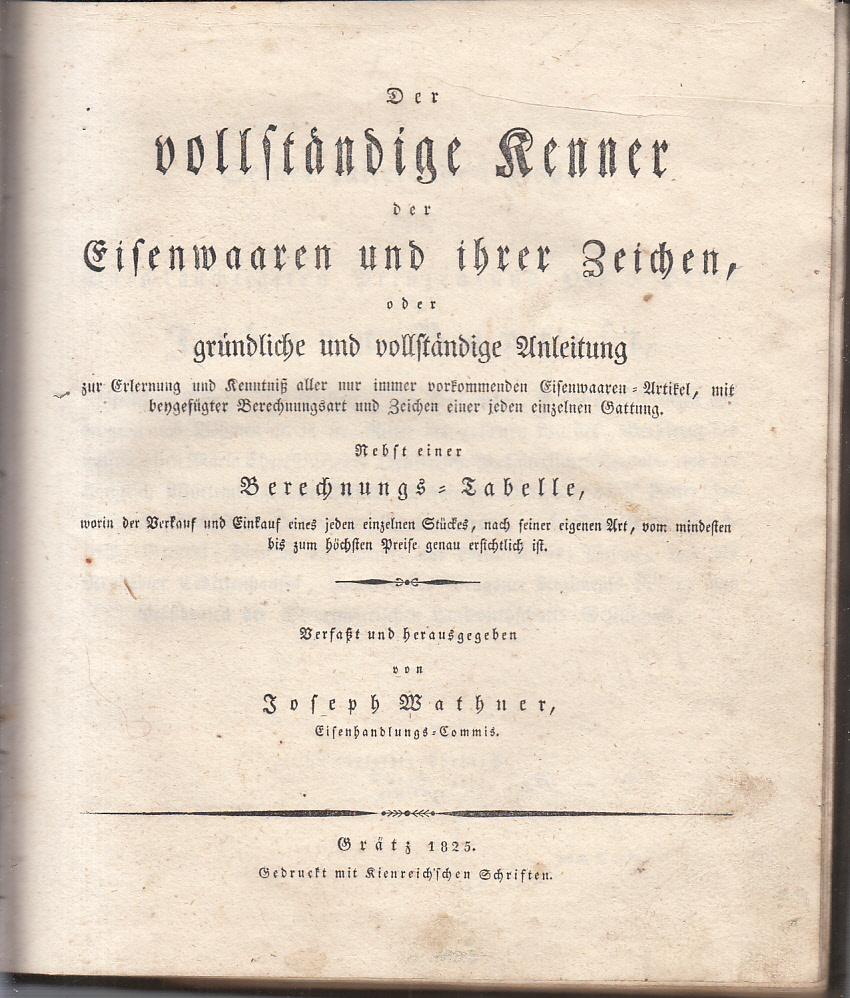 Der
vollständige Kenner
der
Eisenwaaren und ihrer Zeichen,
oder
gründliche und vollständige Anleitung
zur Erlernung und Kenntniß aller nur immer vorkommenden Eisenwaaren-Artikel, mit
beygefügter Berechnungsart und Zeichen einer jeden einzelnen Gattung.
Nebst einer
Berechnungs-Tabelle,
worin der Verkauf und Einkauf eines jeden einzelnen Stückes, nach seiner eigenen Art, vom mindesten
bis zum höchsten Preise genau ersichtlich ist.
Verfaßt und herausgegeben
von
Joseph Wathner,
Eisenhandlungs-Commis.
Grätz 1825.
Gedruckt mit Kienreich'schen Schriften.